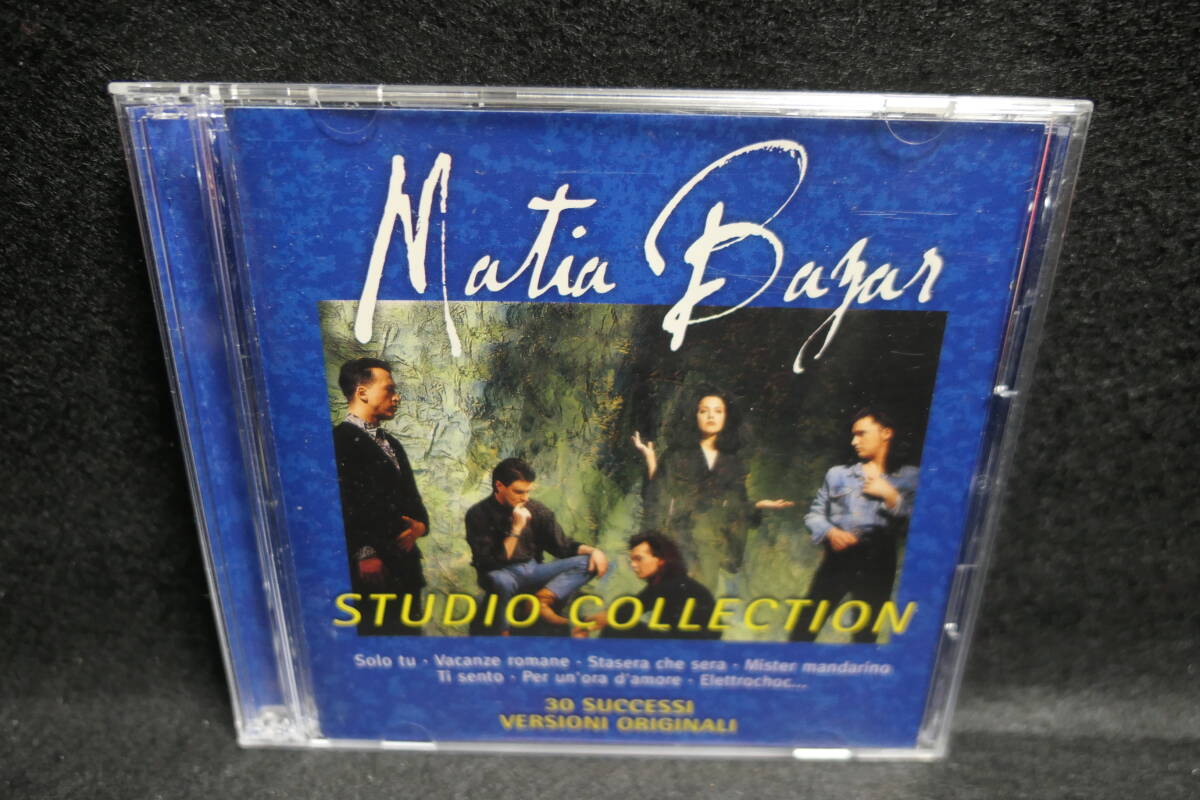 Matia Bazar
STUDIO COLLECTION
Solo tu · Vacanze romane · Stasera che sera · Mister mandarino
Ti sento · Per un'ora d'amore · Elettrochoc...
30 SUCCESSI
VERSIONI ORIGINALI